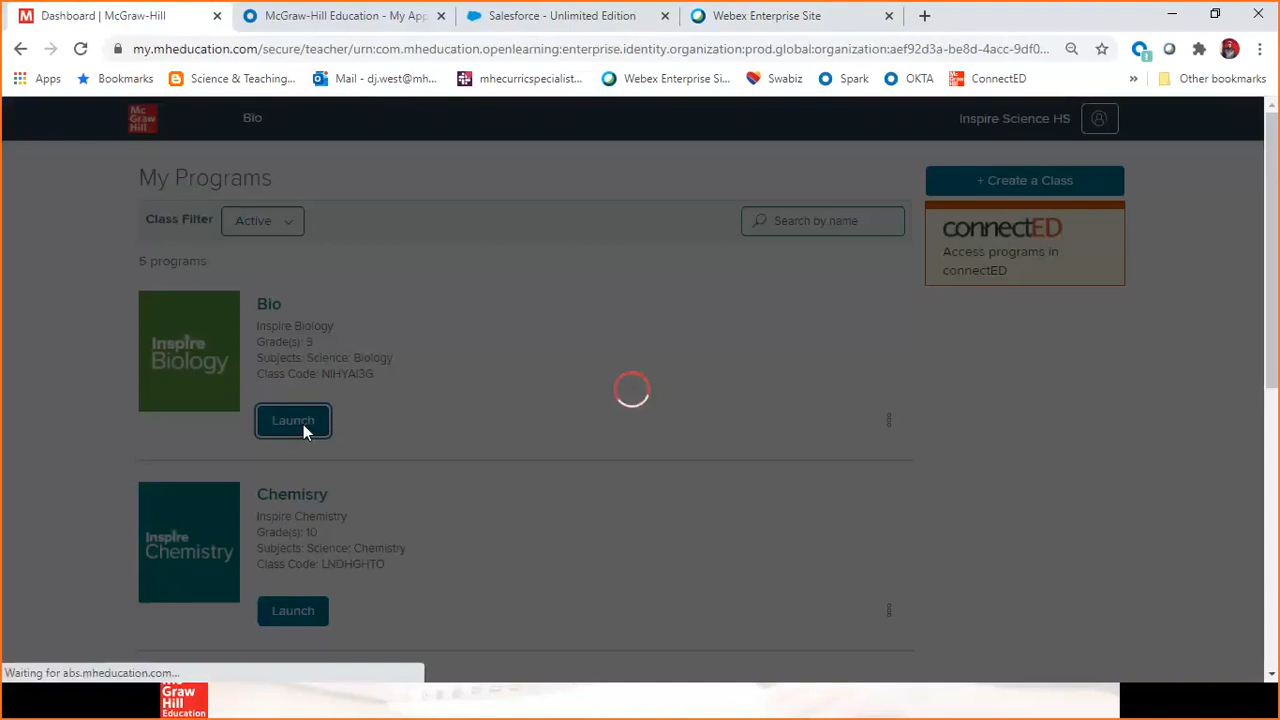 Dashboard | McGraw-Hill
McGraw-Hill Education - My App
Salesforce - Unlimited Edition
Webex Enterprise Site
my.mheducation.com/secure/teacher/urn:com.mheducation.openlearning:enterprise.identity.organization:prod.global:organization:aef92d3a-be8d-4acc-9df0...
Apps
Bookmarks
Science & Teaching...
Mail - dj.west@mh...
mhecurricspecialist...
Webex Enterprise Si...
Swabiz
Spark
OKTA
ConnectED
»
Other bookmarks
Mc
Graw
Hill
Bio
Inspire Science HS
My Programs
+ Create a Class
Class Filter
Active
Search by name
connectED
Access programs in
connectED
5 programs
Inspire
Biology
Bio
Inspire Biology
Grade(s): 9
Subjects: Science: Biology
Class Code: NIHYAI3G
Launch
Inspire
Chemistry
Chemisry
Inspire Chemistry
Grade(s): 10
Subjects: Science: Chemistry
Class Code: LNDHGHTO
Launch
Waiting for abs.mheducation.com...
Mc
Graw
Hill
Education